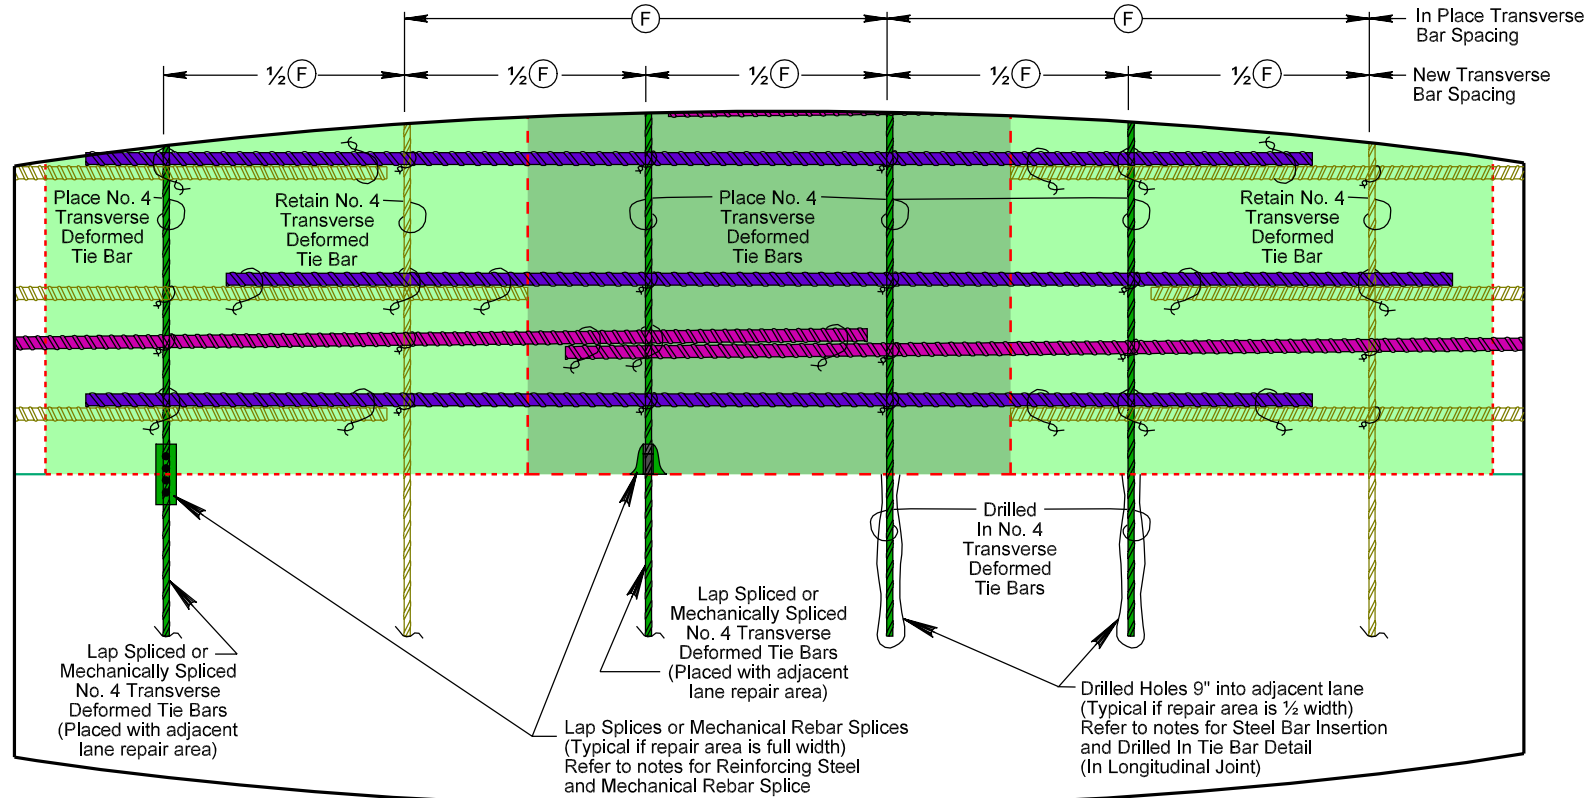 F
F
In Place Transverse
Bar Spacing
½ F
½ F
½ F
½ F
½ F
New Transverse
Bar Spacing
Place No. 4
Transverse
Deformed
Tie Bar
Retain No. 4
Transverse
Deformed
Tie Bar
Place No. 4
Transverse
Deformed
Tie Bars
Retain No. 4
Transverse
Deformed
Tie Bar
Drilled
In No. 4
Transverse
Deformed
Tie Bars
Lap Spliced or
Mechanically Spliced
No. 4 Transverse
Deformed Tie Bars
(Placed with adjacent
lane repair area)
Lap Spliced or
Mechanically Spliced
No. 4 Transverse
Deformed Tie Bars
(Placed with adjacent
lane repair area)
Lap Splices or Mechanical Rebar Splices
(Typical if repair area is full width)
Refer to notes for Reinforcing Steel
and Mechanical Rebar Splice
Drilled Holes 9" into adjacent lane
(Typical if repair area is ½ width)
Refer to notes for Steel Bar Insertion
and Drilled In Tie Bar Detail
(In Longitudinal Joint)